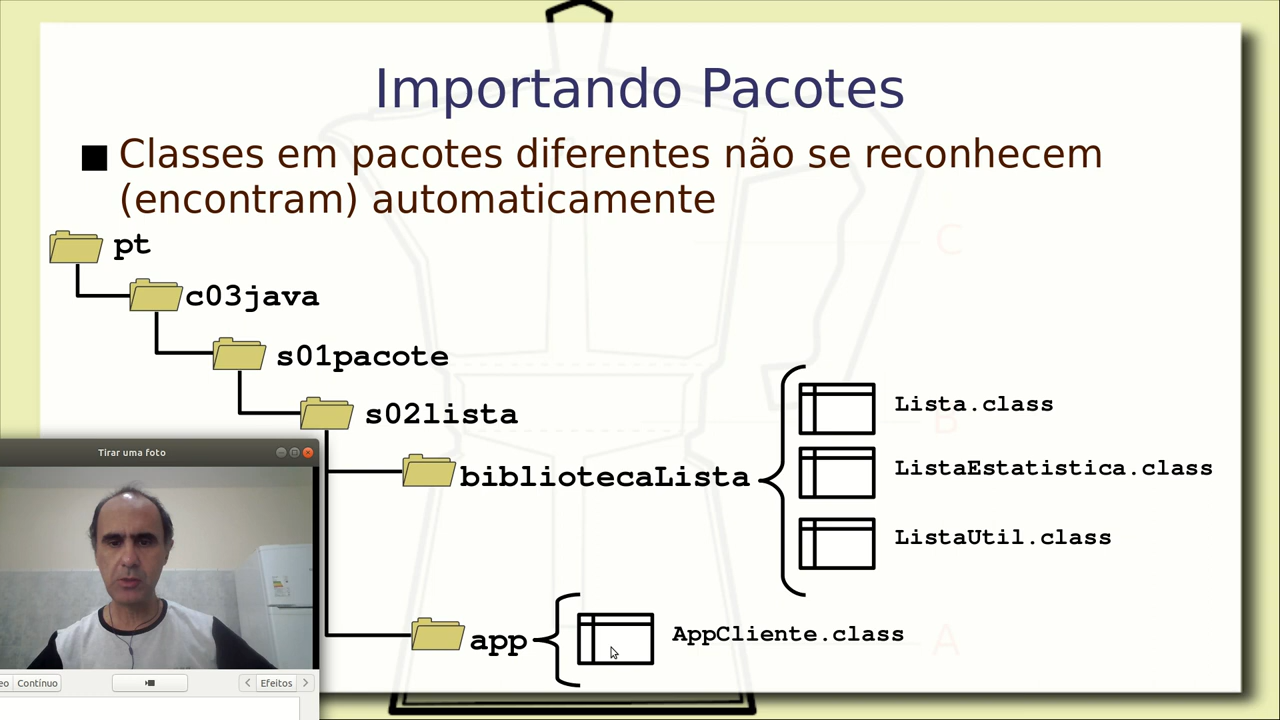 Importando Pacotes
Classes em pacotes diferentes não se reconhecem
(encontram) automaticamente
C
pt
c03java
s01pacote
s02lista
Lista.class
B
ListaEstatistica.class
bibliotecaLista
ListaUtil.class
app
AppCliente.class
A
Tirar uma foto
eo Contínuo
Efeitos